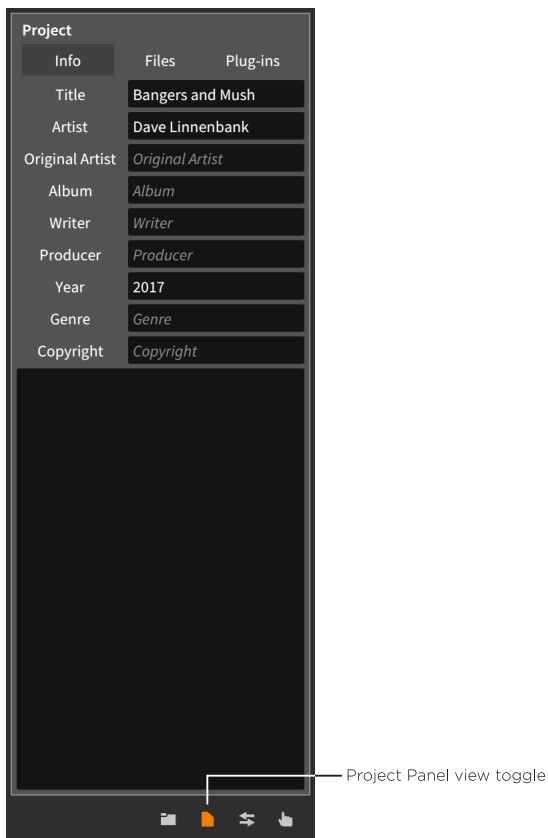 Project
Info Files Plug-ins
Title Bangers and Mush
Artist Dave Linnenbank
Original Artist Original Artist
Album Album
Writer Writer
Producer Producer
Year 2017
Genre Genre
Copyright Copyright
Project Panel view toggle